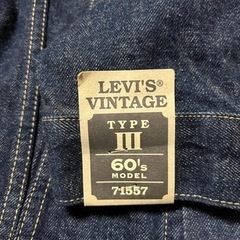 LEVI'S®
VINTAGE
TYPE
III
60's
MODEL
71557